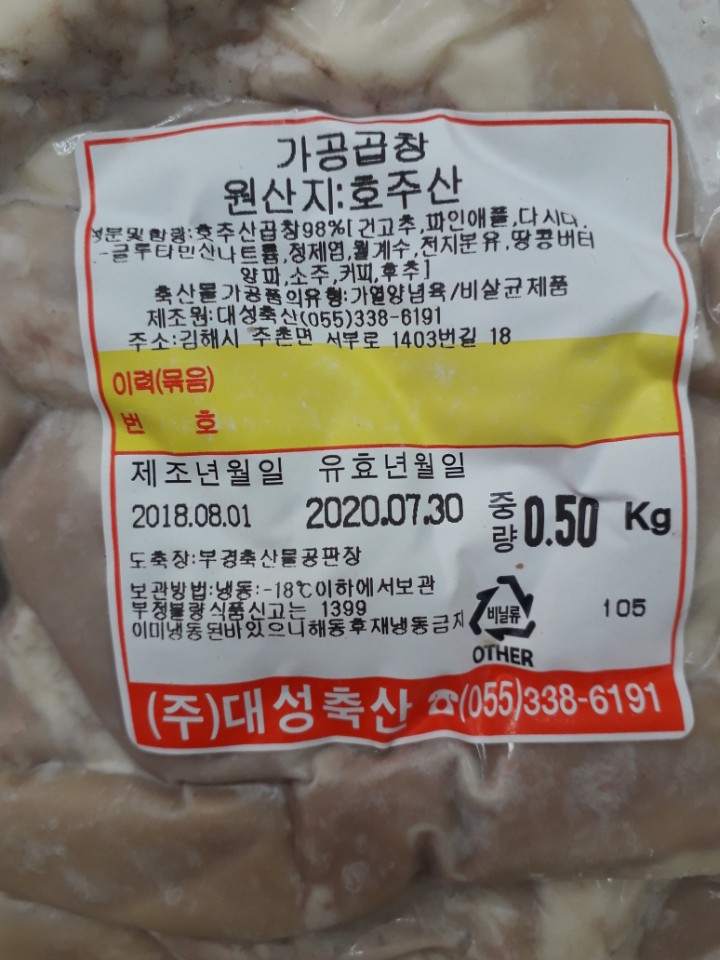 가공곱창
원산지:호주산
성분및함량:호주산곱창98%[건고추,파인애플,다시다,
-글루타민산나트륨,정제염,월계수,전지분유,땅콩버터
양파,소주,커피,후추]
축산물가공품의유형:가열양념육/비살균제품
제조원:대성축산(055)338-6191
주소:김해시 주촌면 서부로 1403번길 18
이력(묶음)
번 호
제조년월일 유효년월일
2018.08.01 2020.07.30 중량 0.50 Kg
도축장:부경축산물공판장
보관방법:냉동:-18℃이하에서보관
부정불량식품신고는 1399
이미냉동된바있으니해동후재냉동금지
비닐류
OTHER
105
(주)대성축산 ☎(055)338-6191